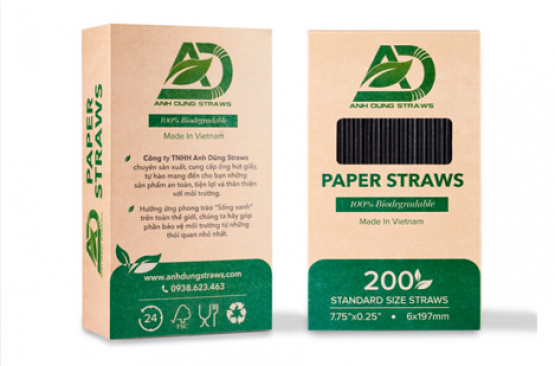 AD
ANH DUNG STRAWS
100% Biodegradable
Made In Vietnam
Công ty TNHH Anh Dũng Straws
chuyên sản xuất, cung cấp ống hút giấy,
tự hào mang đến cho bạn những
sản phẩm an toàn, tiện lợi và thân thiện
với môi trường.
Hưởng ứng phong trào "Sống xanh"
trên toàn thế giới, chúng ta hãy góp
phần bảo vệ môi trường từ những
thói quen nhỏ nhất.
www.anhdungstraws.com
0938.623.463
24
FSC
PAPER
STRAWS
AD
AD
ANH DUNG STRAWS
PAPER STRAWS
100% Biodegradable
Made In Vietnam
200
STANDARD SIZE STRAWS
7.75"x0.25" • 6x197mm